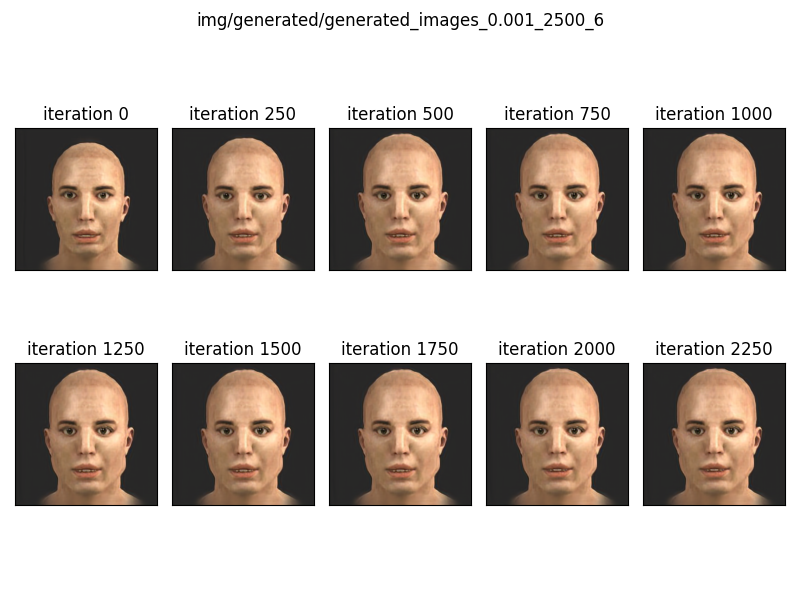 img/generated/generated_images_0.001_2500_6
iteration 0
iteration 250
iteration 500
iteration 750
iteration 1000
iteration 1250
iteration 1500
iteration 1750
iteration 2000
iteration 2250